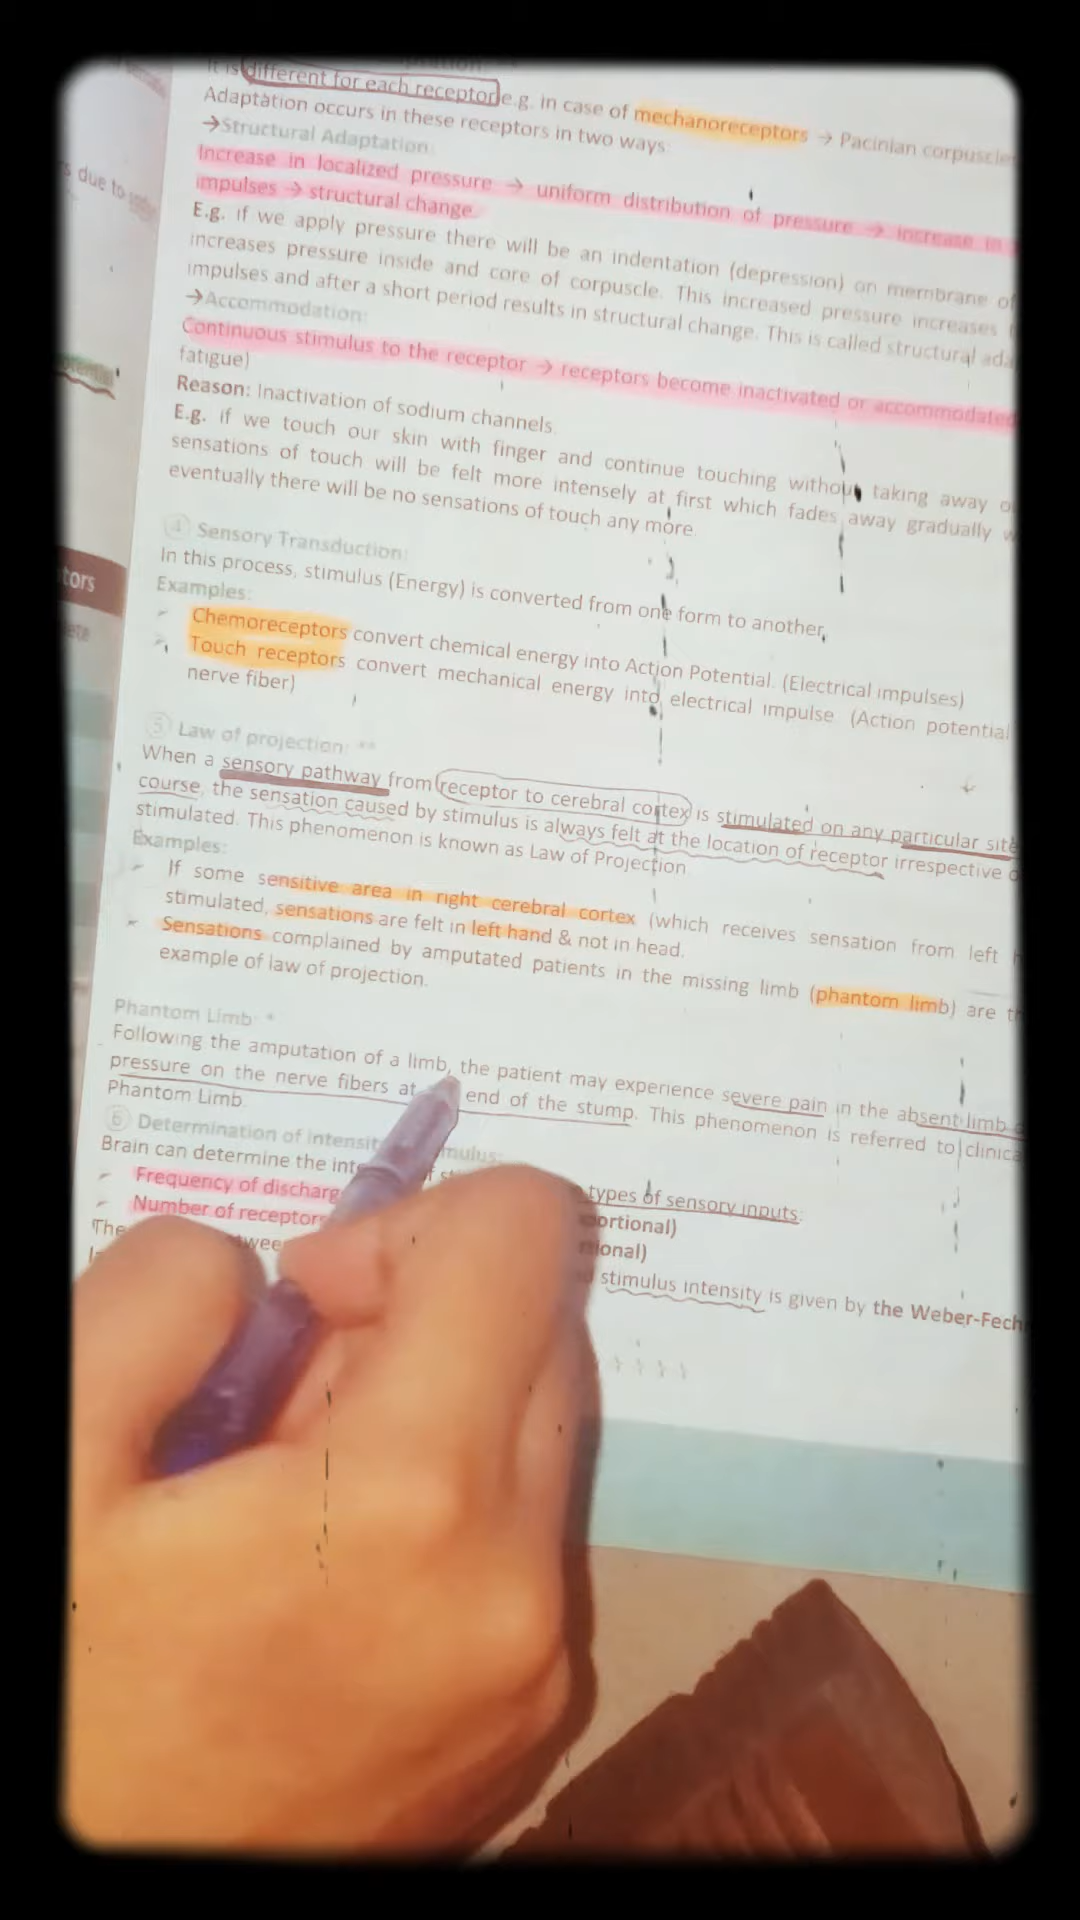 It is different for each receptor e.g. in case of mechanoreceptors → Pacinian corpuscle
Adaptation occurs in these receptors in two ways:
→Structural Adaptation:
Increase in localized pressure → uniform distribution of pressure → increase in
impulses → structural change.
E.g. if we apply pressure there will be an indentation (depression) on membrane of
increases pressure inside and core of corpuscle. This increased pressure increases
impulses and after a short period results in structural change. This is called structural ada
→Accommodation:
Continuous stimulus to the receptor → receptors become inactivated or accommodated
fatigue)
Reason: Inactivation of sodium channels.
E.g. if we touch our skin with finger and continue touching without taking away
sensations of touch will be felt more intensely at first which fades away gradually
eventually there will be no sensations of touch any more.
4 Sensory Transduction:
In this process, stimulus (Energy) is converted from one form to another.
Examples:
Chemoreceptors convert chemical energy into Action Potential. (Electrical impulses)
Touch receptors convert mechanical energy into electrical impulse. (Action potential
nerve fiber)
5 Law of projection: **
When a sensory pathway from receptor to cerebral cortex is stimulated on any particular site
course, the sensation caused by stimulus is always felt at the location of receptor irrespective
stimulated. This phenomenon is known as Law of Projection.
Examples:
If some sensitive area in right cerebral cortex (which receives sensation from left
stimulated, sensations are felt in left hand & not in head.
Sensations complained by amputated patients in the missing limb (phantom limb) are
example of law of projection.
Phantom Limb: *
Following the amputation of a limb, the patient may experience severe pain in the absent limb
pressure on the nerve fibers at end of the stump. This phenomenon is referred to clinica
Phantom Limb.
6 Determination of intensit mulus:
Brain can determine the inte types of sensory inputs:
Frequency of discharg ortional)
Number of receptors ional)
The twee stimulus intensity is given by the Weber-Fech
s due to
tors